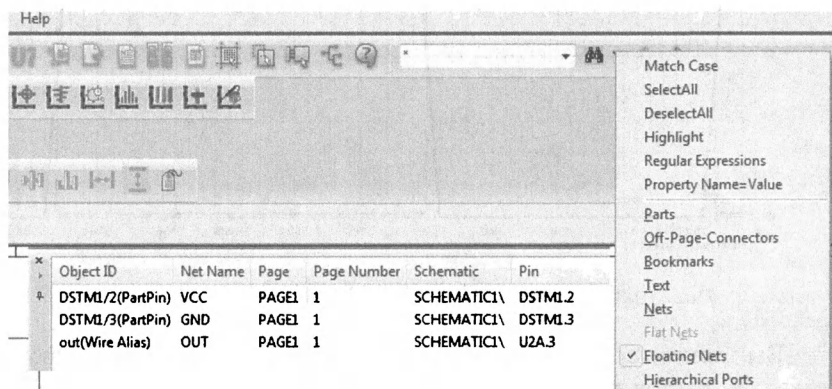 Help
U?
*
Match Case
SelectAll
DeselectAll
Highlight
Regular Expressions
Property Name=Value
Parts
Off-Page-Connectors
Bookmarks
Text
Nets
Flat Nets
Floating Nets
Hierarchical Ports
Object ID Net Name Page Page Number Schematic Pin
DSTM1/2(PartPin) VCC PAGE1 1 SCHEMATIC1\ DSTM1.2
DSTM1/3(PartPin) GND PAGE1 1 SCHEMATIC1\ DSTM1.3
out(Wire Alias) OUT PAGE1 1 SCHEMATIC1\ U2A.3